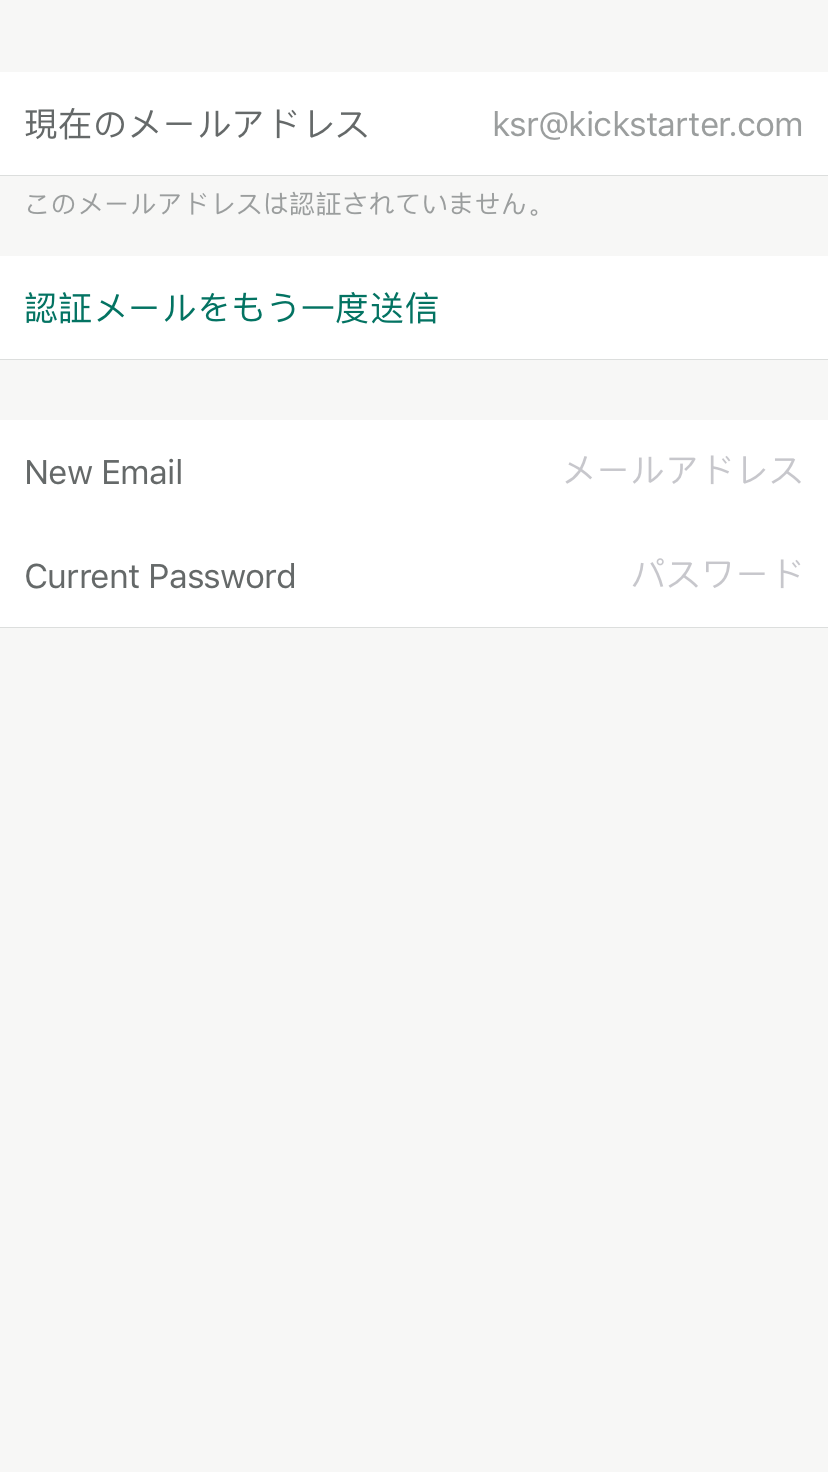 現在のメールアドレス ksr@kickstarter.com
このメールアドレスは認証されていません。
認証メールをもう一度送信
New Email メールアドレス
Current Password パスワード